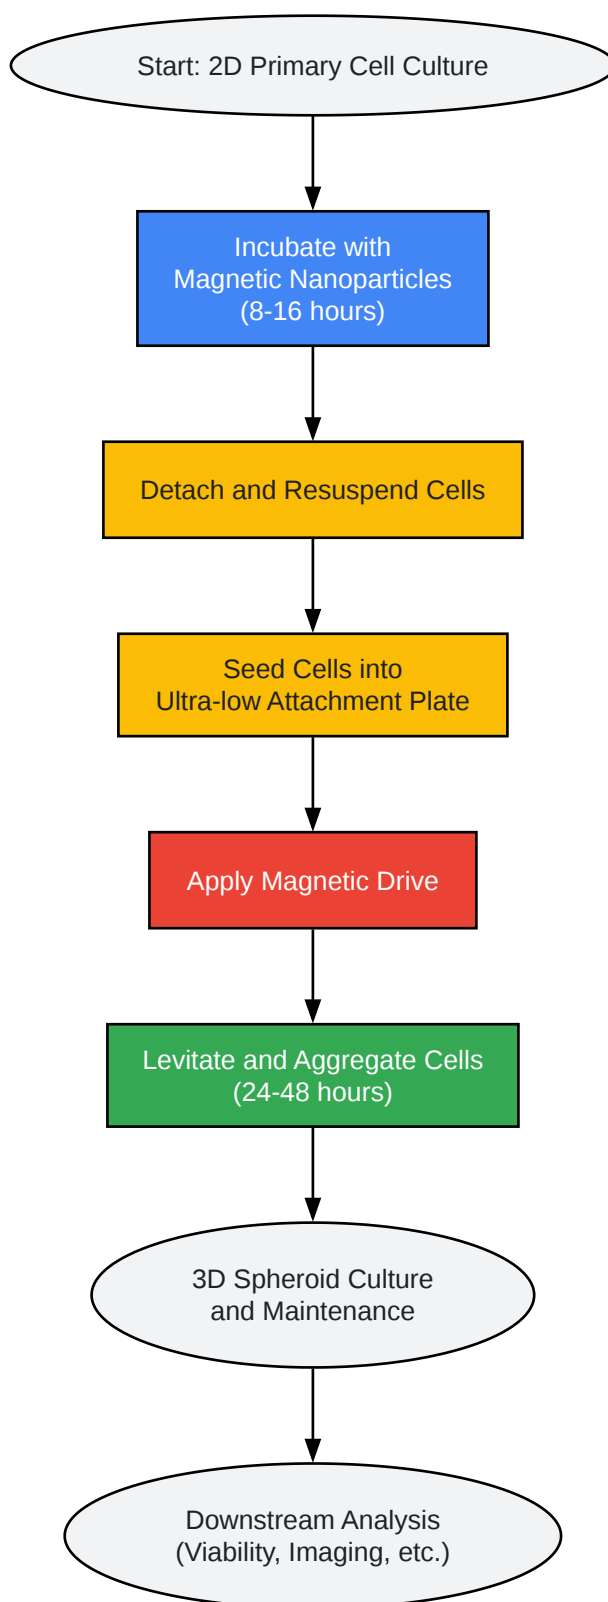 Start: 2D Primary Cell Culture
Incubate with
Magnetic Nanoparticles
(8-16 hours)
Detach and Resuspend Cells
Seed Cells into
Ultra-low Attachment Plate
Apply Magnetic Drive
Levitate and Aggregate Cells
(24-48 hours)
3D Spheroid Culture
and Maintenance
Downstream Analysis
(Viability, Imaging, etc.)